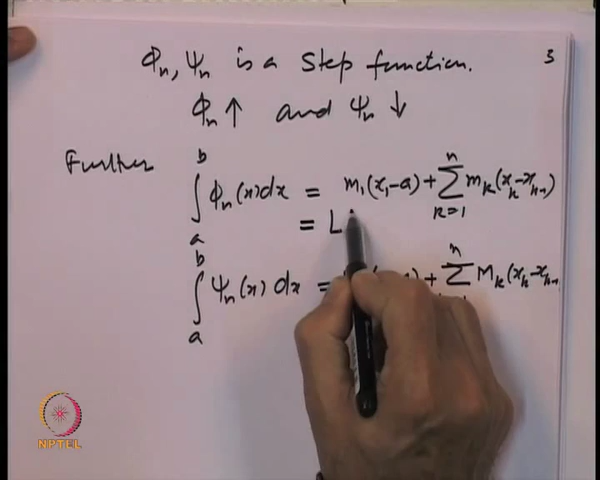 3
Φn, Ψn is a step function.
Φn ↑ and Ψn ↓
Further
∫_a^b Φn(x)dx = m1(x1-a) + Σ_{k=1}^n mk(xk-xk-1)
= L
∫_a^b Ψn(x) dx = + Σ^n Mk(xk-xk-1
NPTEL